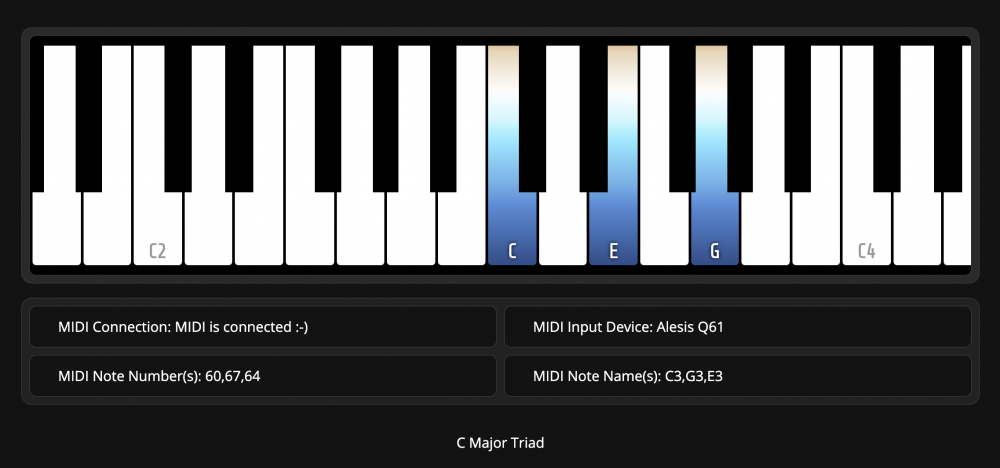 C2 C E G C4
MIDI Connection: MIDI is connected :-)
MIDI Input Device: Alesis Q61
MIDI Note Number(s): 60,67,64
MIDI Note Name(s): C3,G3,E3
C Major Triad